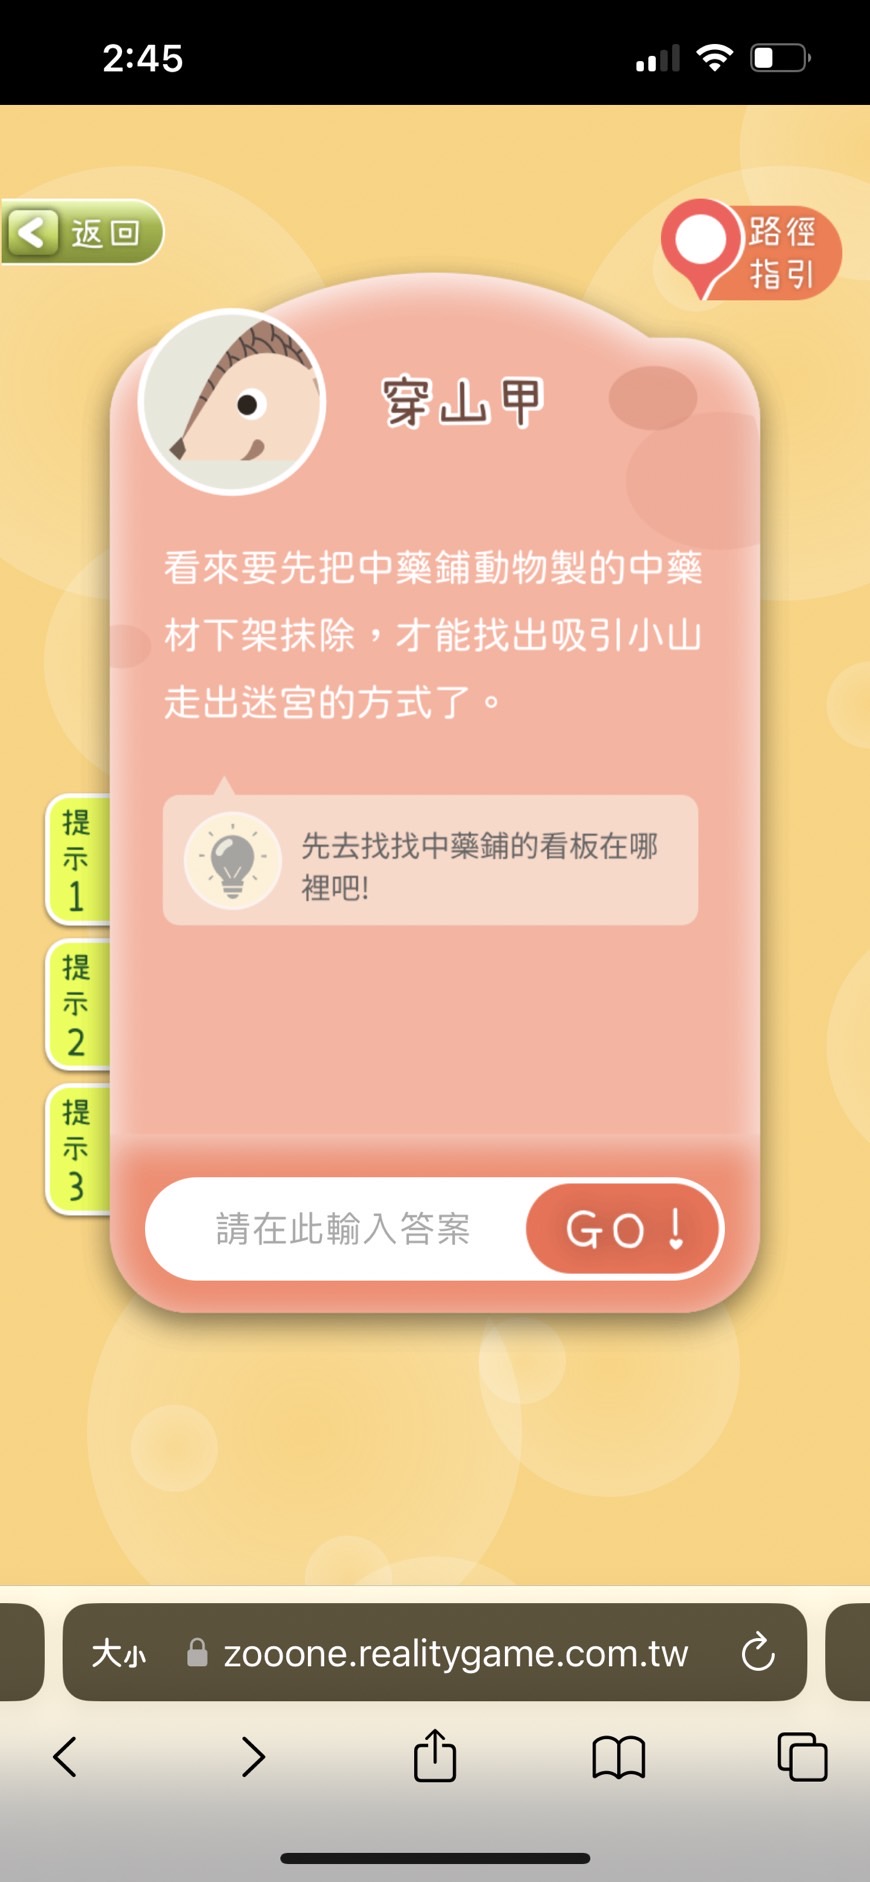 2:45
返回
路徑
指引
穿山甲
看來要先把中藥鋪動物製的中藥
材下架抹除，才能找出吸引小山
走出迷宮的方式了。
先去找找中藥鋪的看板在哪
裡吧!
提示1
提示2
提示3
請在此輸入答案
GO!
大小
zooone.realitygame.com.tw